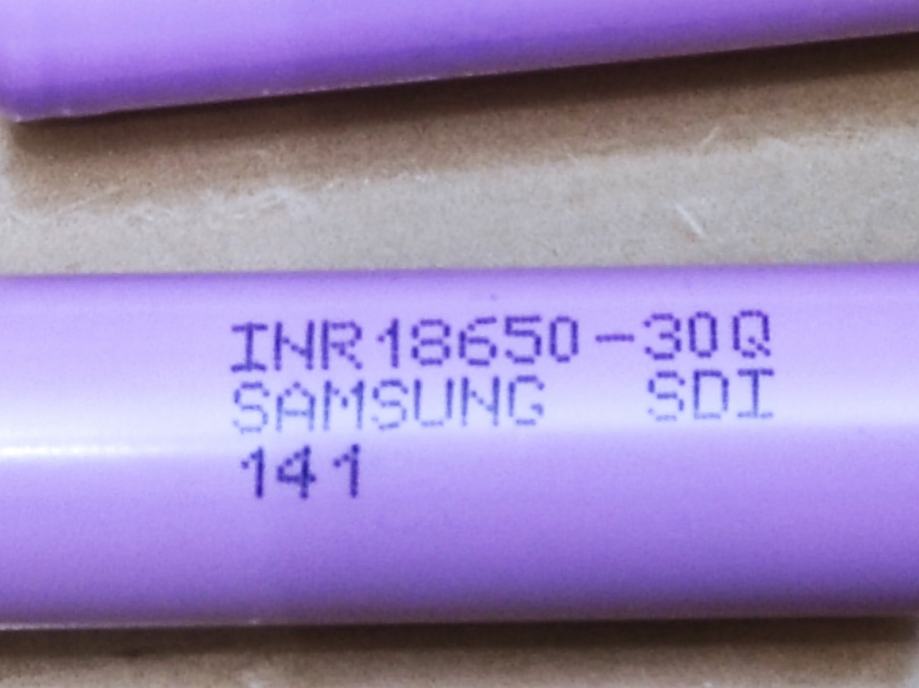 INR18650-30Q
SAMSUNG SDI
141